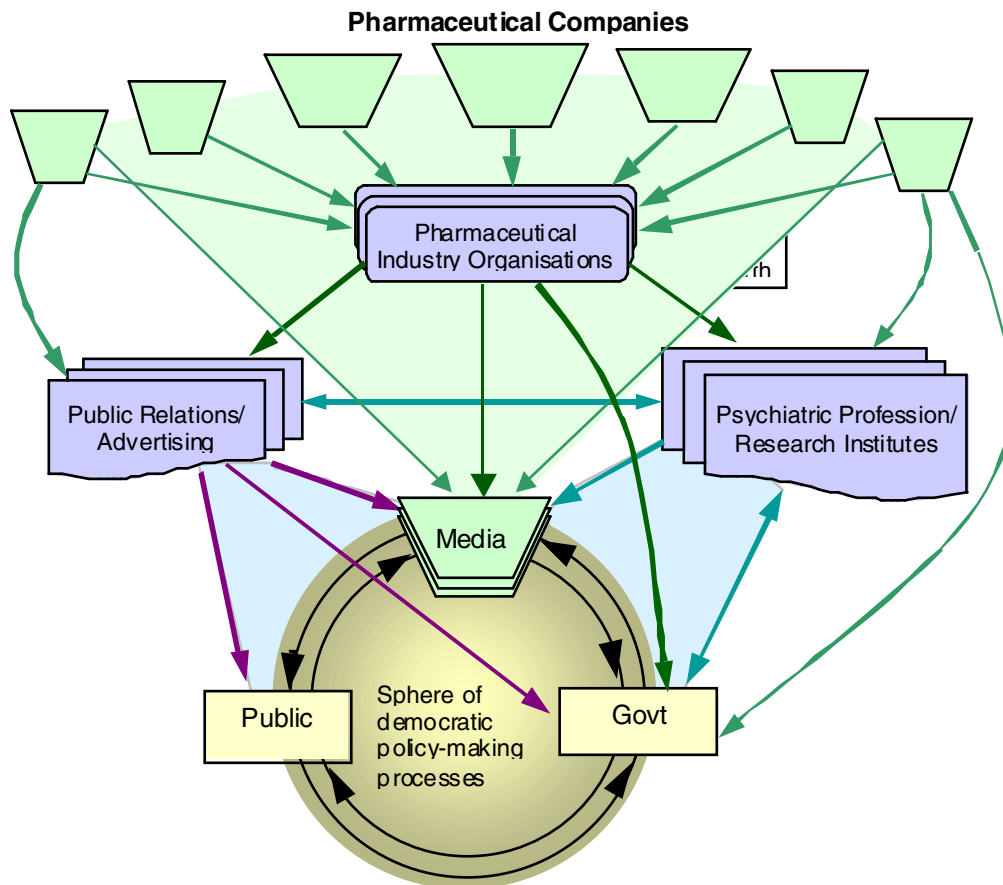 Pharmaceutical Companies
Pharmaceutical
Industry Organisations
Public Relations/
Advertising
Psychiatric Profession/
Research Institutes
Media
Public
Govt
Sphere of
democratic
policy-making
processes